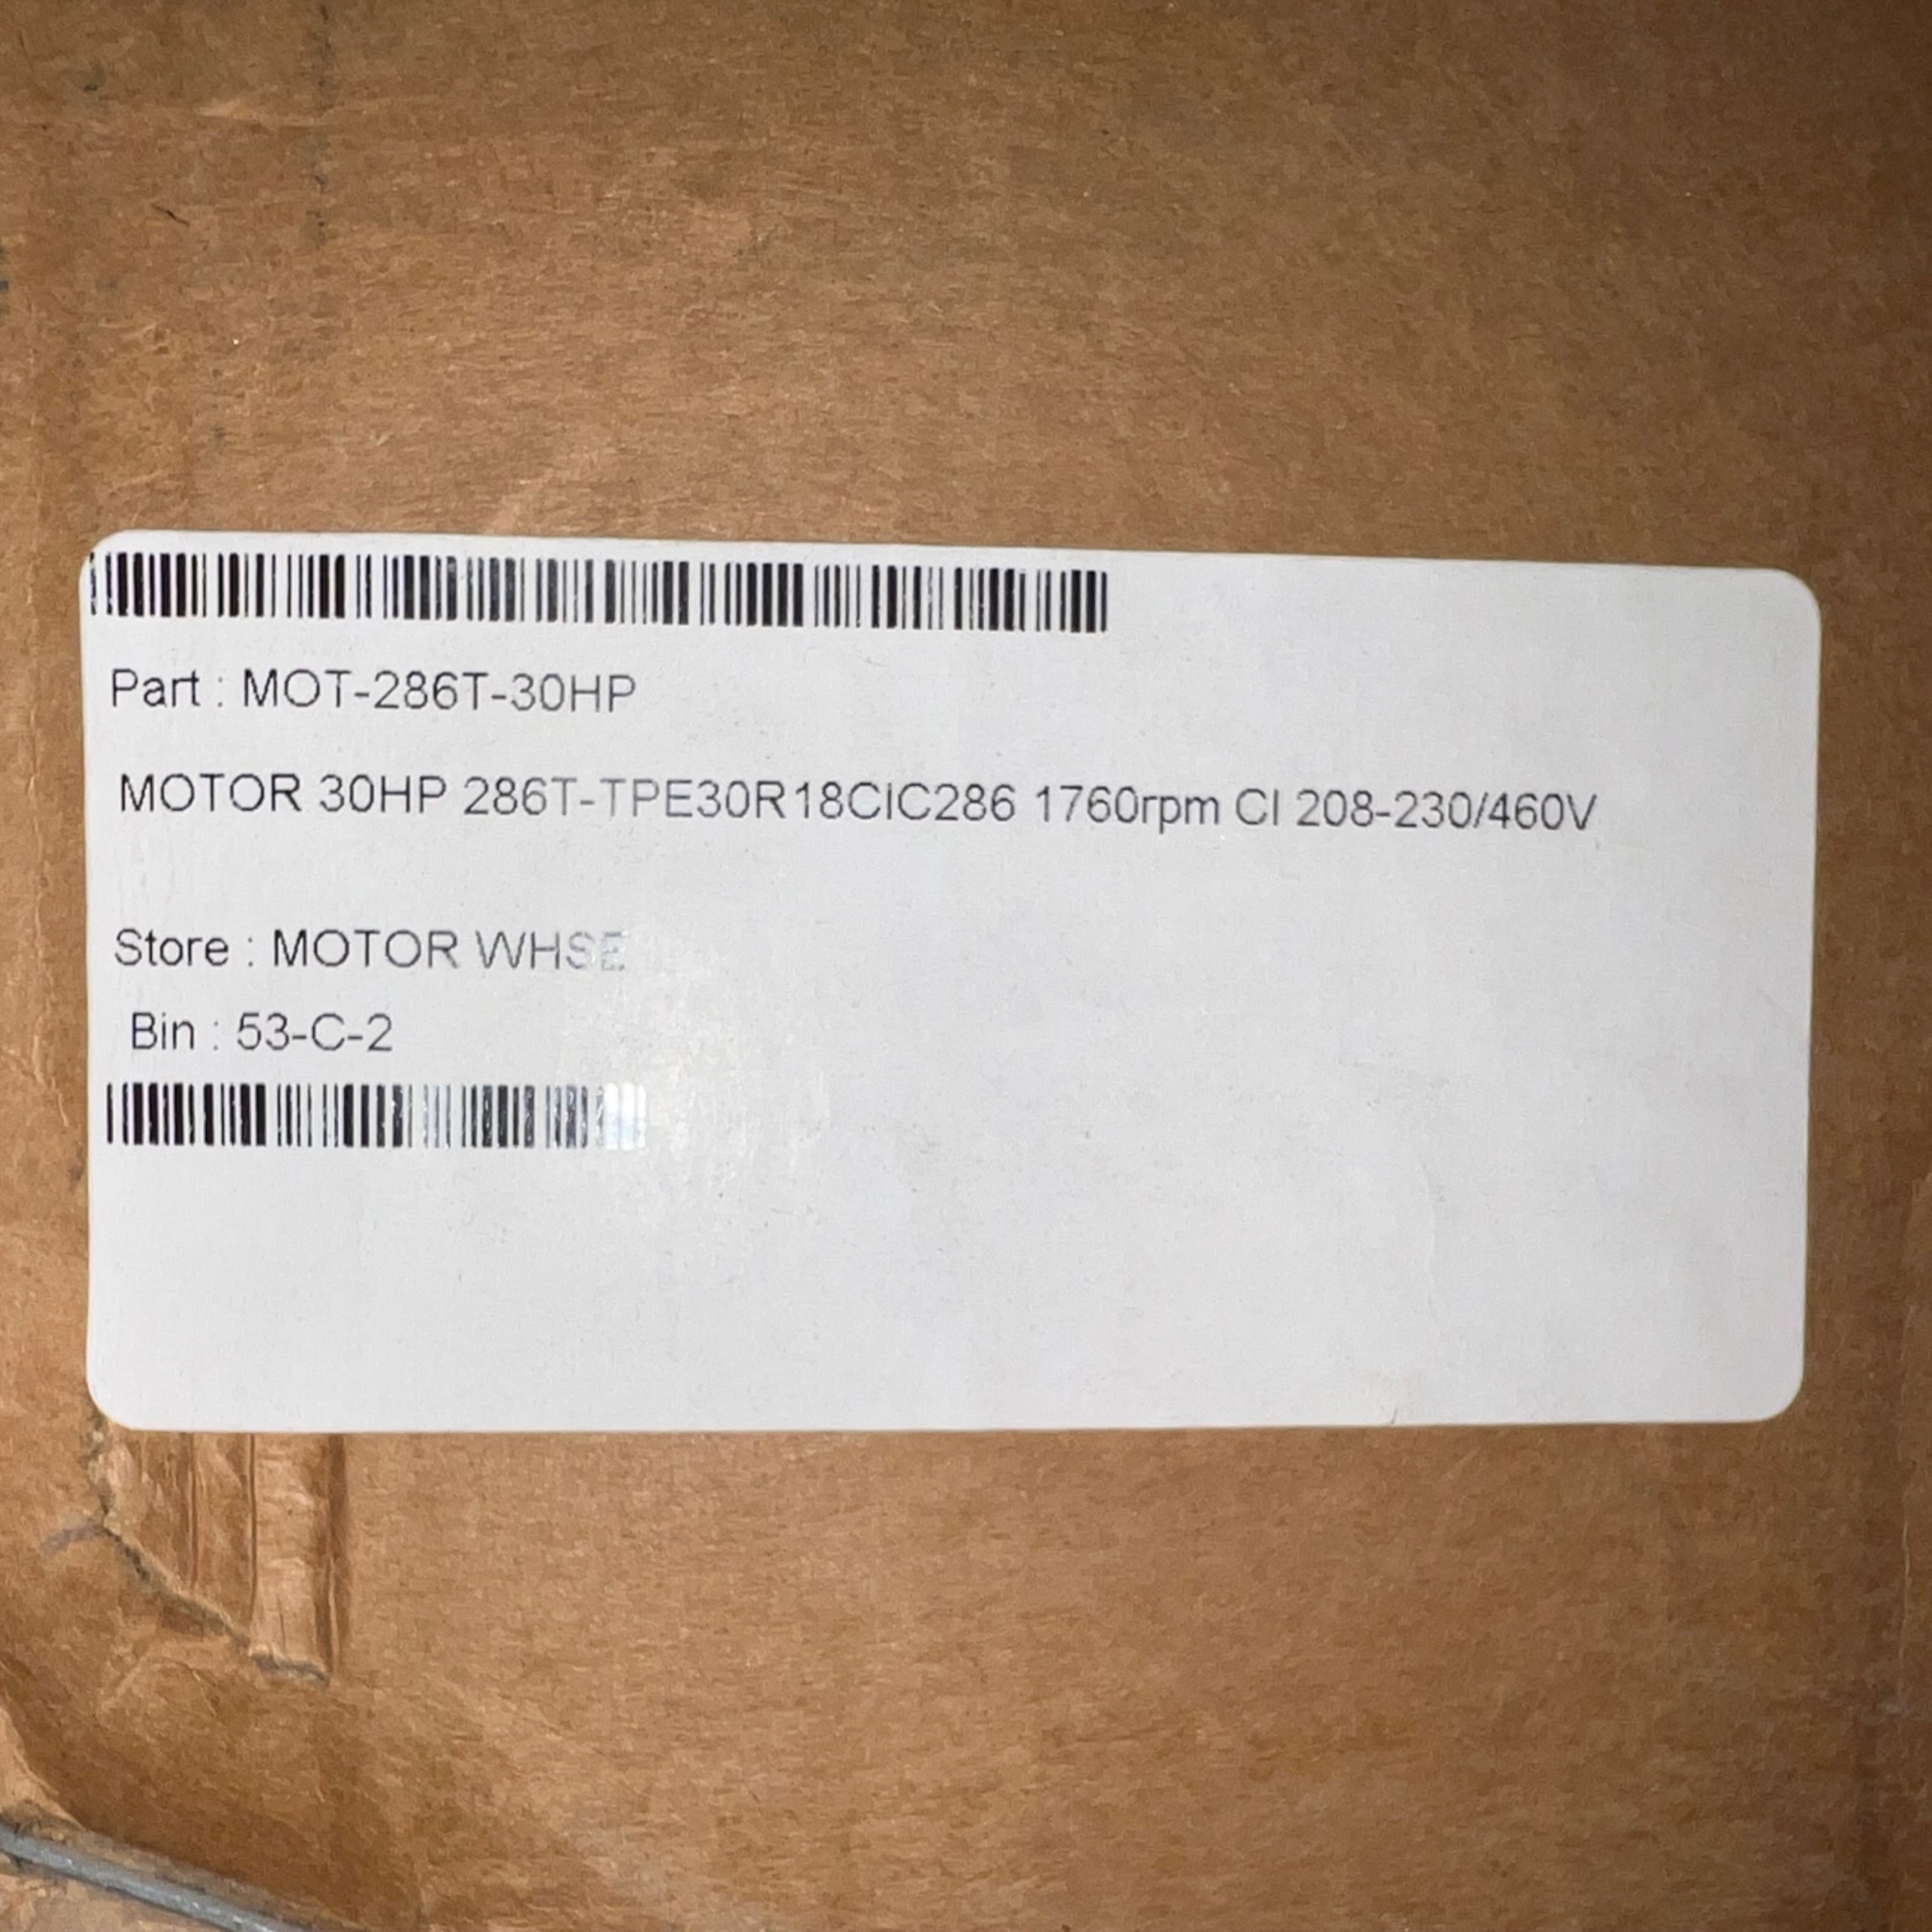 Part : MOT-286T-30HP
MOTOR 30HP 286T-TPE30R18CIC286 1760rpm CI 208-230/460V
Store : MOTOR WHSE
Bin : 53-C-2